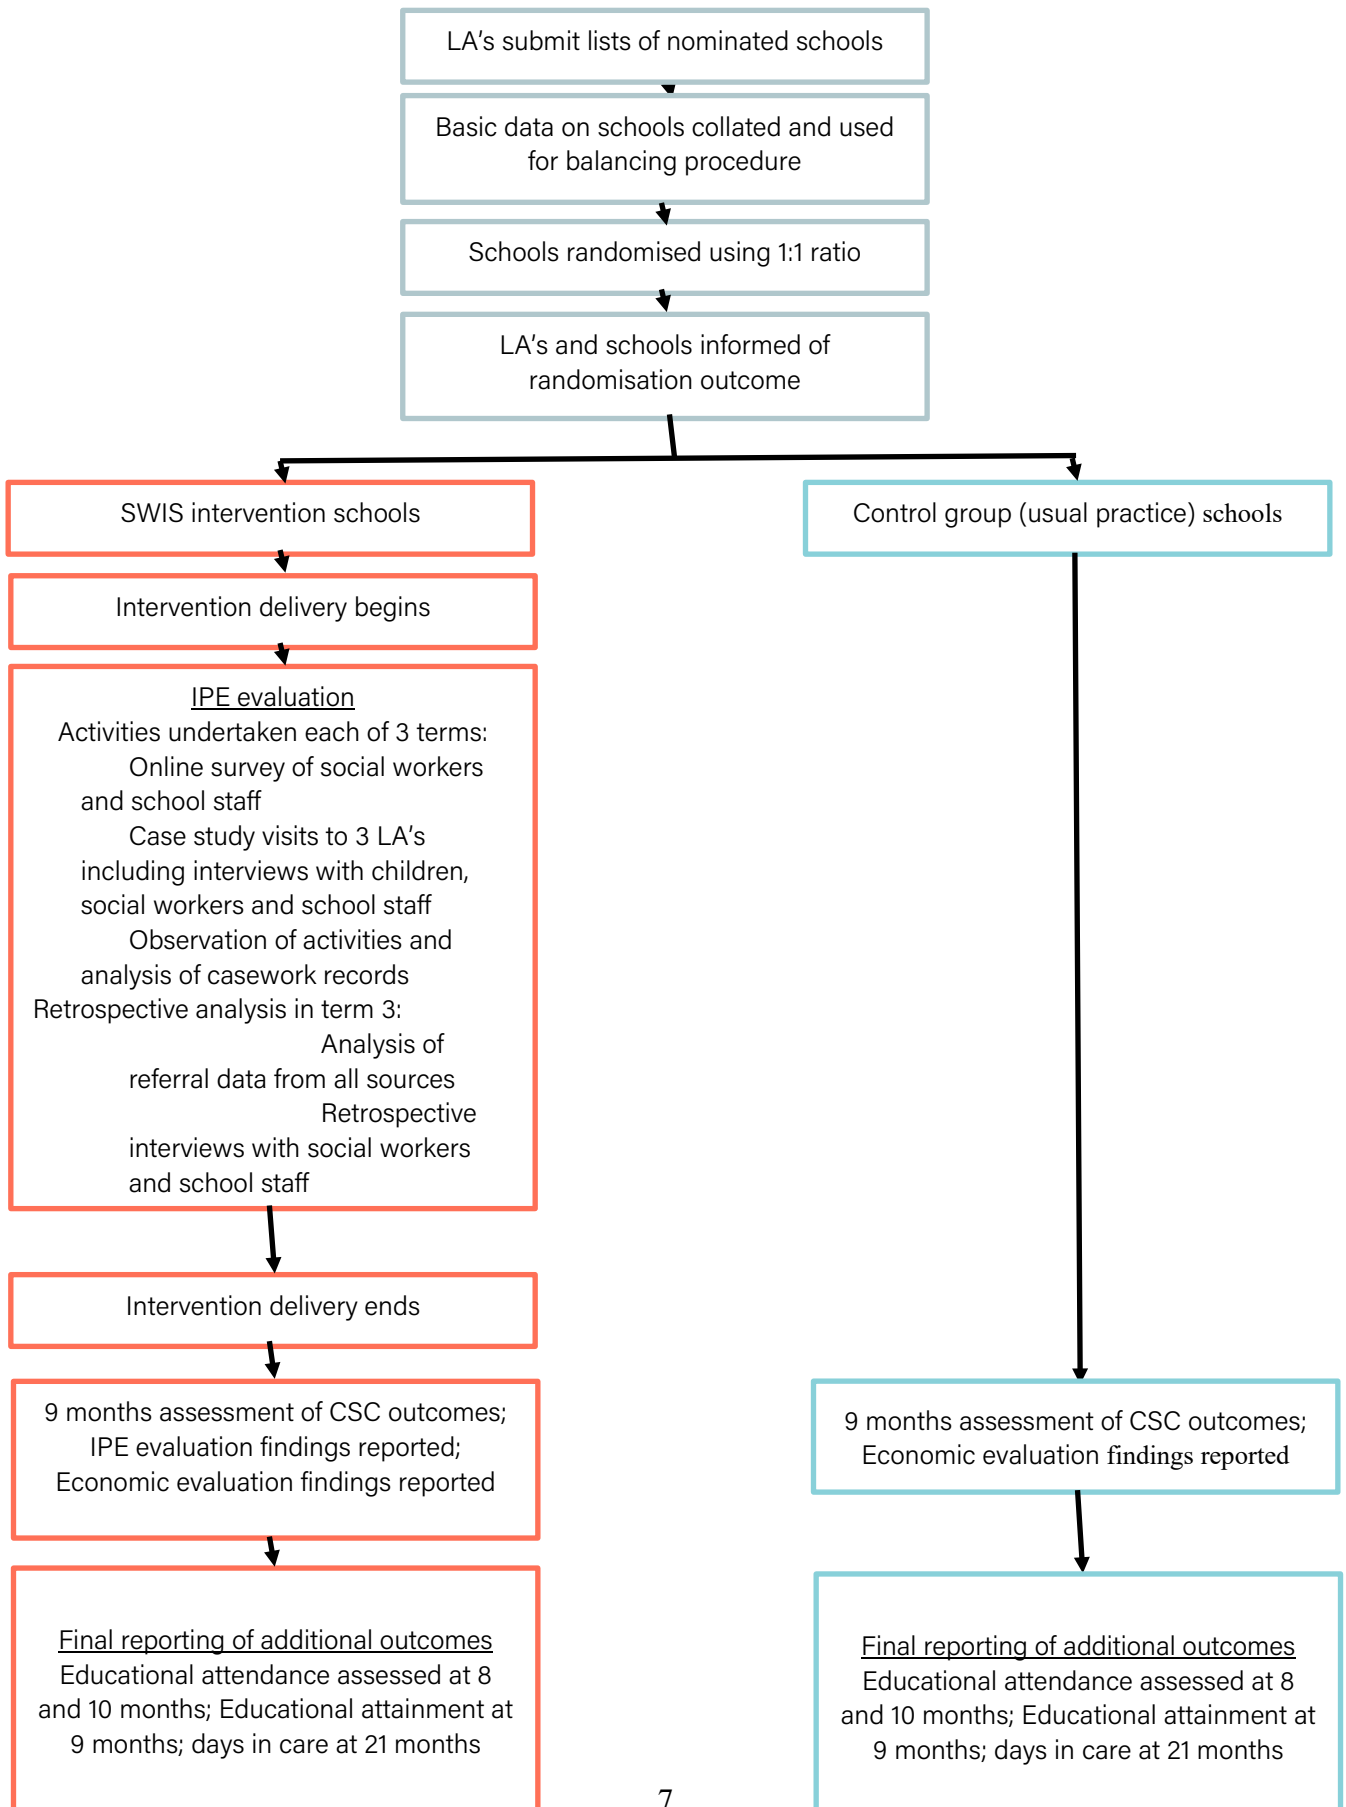 LA's submit lists of nominated schools
Basic data on schools collated and used
for balancing procedure
Schools randomised using 1:1 ratio
LA's and schools informed of
randomisation outcome
SWIS intervention schools
Control group (usual practice) schools
Intervention delivery begins
IPE evaluation
Activities undertaken each of 3 terms:
Online survey of social workers
and school staff
Case study visits to 3 LA's
including interviews with children,
social workers and school staff
Observation of activities and
analysis of casework records
Retrospective analysis in term 3:
Analysis of
referral data from all sources
Retrospective
interviews with social workers
and school staff
Intervention delivery ends
9 months assessment of CSC outcomes;
IPE evaluation findings reported;
Economic evaluation findings reported
9 months assessment of CSC outcomes;
Economic evaluation findings reported
Final reporting of additional outcomes
Educational attendance assessed at 8
and 10 months; Educational attainment at
9 months; days in care at 21 months
Final reporting of additional outcomes
Educational attendance assessed at 8
and 10 months; Educational attainment at
9 months; days in care at 21 months
7